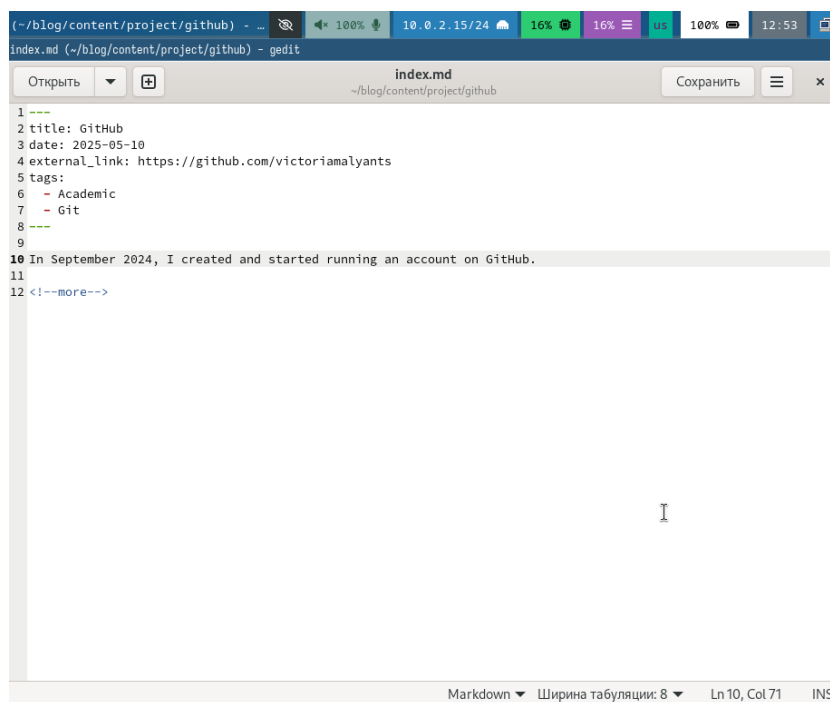 (~/blog/content/project/github) - … 100% 10.0.2.15/24 16% 16% us 100% 12:53
index.md (~/blog/content/project/github) - gedit
Открыть index.md Сохранить
~/blog/content/project/github
1 ---
2 title: GitHub
3 date: 2025-05-10
4 external_link: https://github.com/victoriamalyants
5 tags:
6   - Academic
7   - Git
8 ---
9
10 In September 2024, I created and started running an account on GitHub.
11
12 <!--more-->
Markdown Ширина табуляции: 8 Ln 10, Col 71 INS